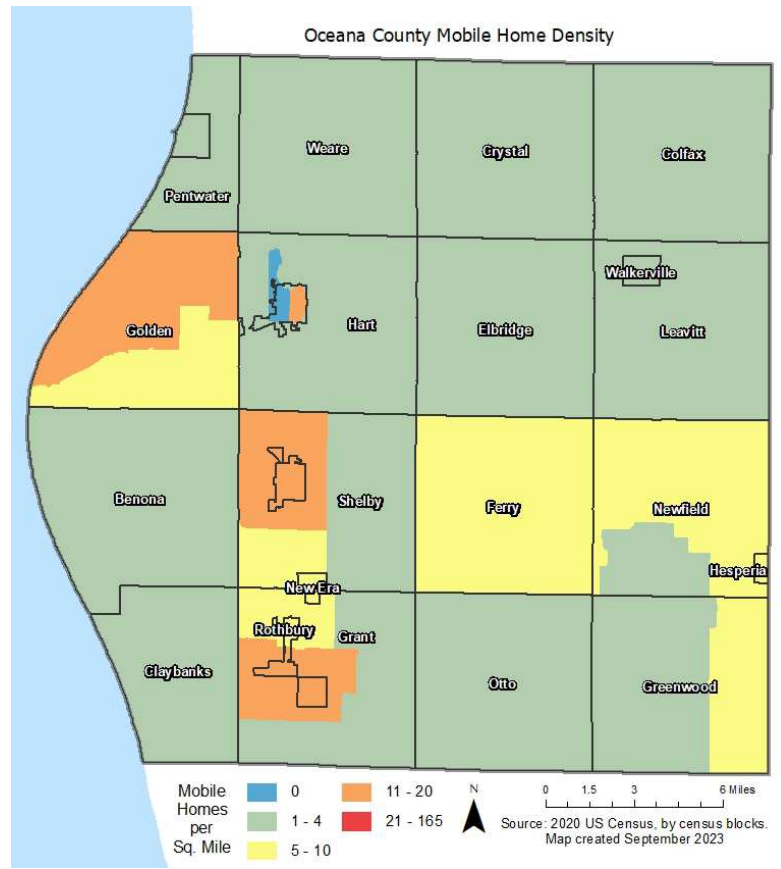 Oceana County Mobile Home Density
Weare
Crystal
Colfax
Pentwater
Walkerville
Golden
Hart
Elbridge
Leavitt
Benona
Shelby
Ferry
Newfield
Hesperia
New Era
Rothbury
Grant
Claybanks
Otto
Greenwood
Mobile
Homes
per
Sq. Mile
0
1 - 4
5 - 10
11 - 20
21 - 165
N
0 1.5 3 6 Miles
Source: 2020 US Census, by census blocks.
Map created September 2023